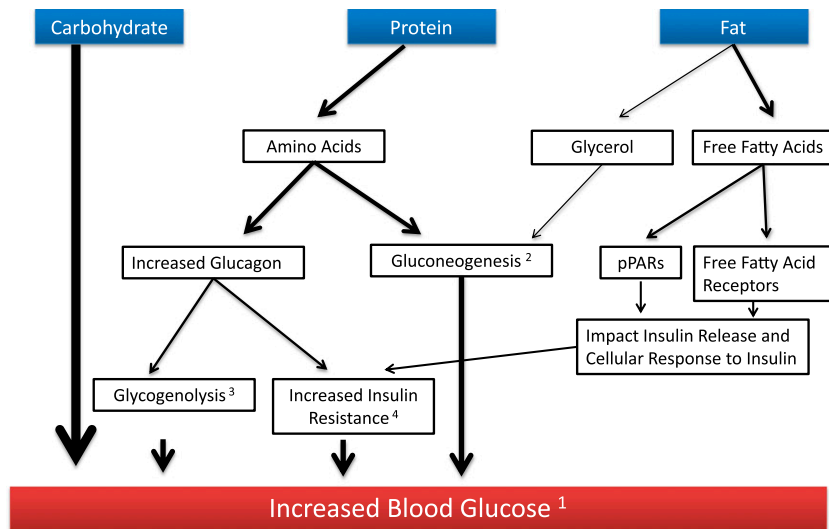 Carbohydrate
Protein
Fat
Amino Acids
Glycerol
Free Fatty Acids
Increased Glucagon
Gluconeogenesis 2
pPARs
Free Fatty Acid
Receptors
Impact Insulin Release and
Cellular Response to Insulin
Glycogenolysis 3
Increased Insulin
Resistance 4
Increased Blood Glucose 1